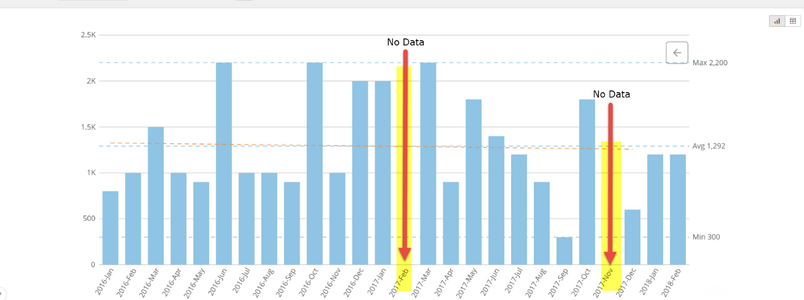 2.5K
No Data
Max 2,200
2K
No Data
1.5K
Avg 1,292
1K
500
Min 300
0
2016-Jan
2016-Feb
2016-Mar
2016-Apr
2016-May
2016-Jun
2016-Jul
2016-Aug
2016-Sep
2016-Oct
2016-Nov
2016-Dec
2017-Jan
2017-Feb
2017-Mar
2017-Apr
2017-May
2017-Jun
2017-Jul
2017-Aug
2017-Sep
2017-Oct
2017-Nov
2017-Dec
2018-Jan
2018-Feb